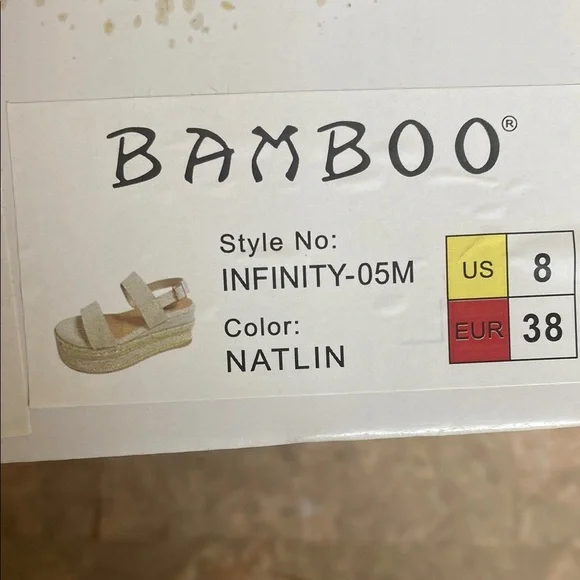 BAMBOO®
Style No:
INFINITY-05M
Color:
NATLIN
US 8
EUR 38